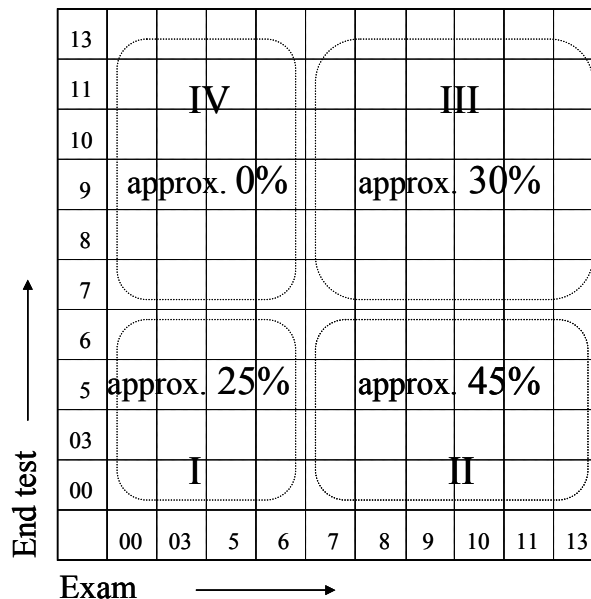 13
11
IV III
10
9
approx. 0% approx. 30%
8
7
6
5
approx. 25% approx. 45%
03
I II
00
End test
00 03 5 6 7 8 9 10 11 13
Exam